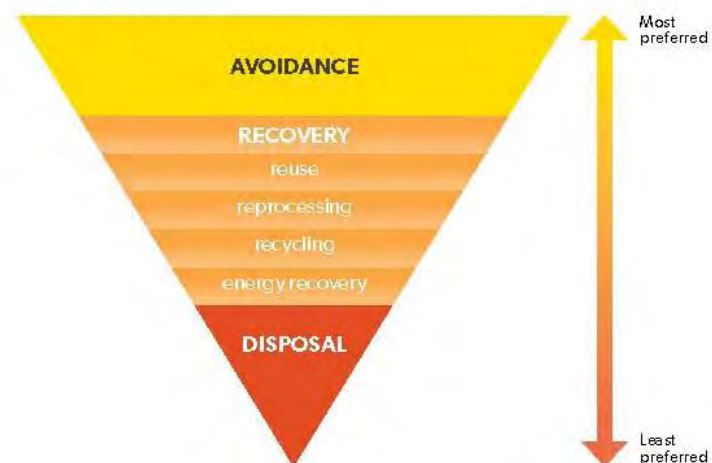 Most
preferred
AVOIDANCE
RECOVERY
reuse
reprocessing
recycling
energy recovery
DISPOSAL
Least
preferred